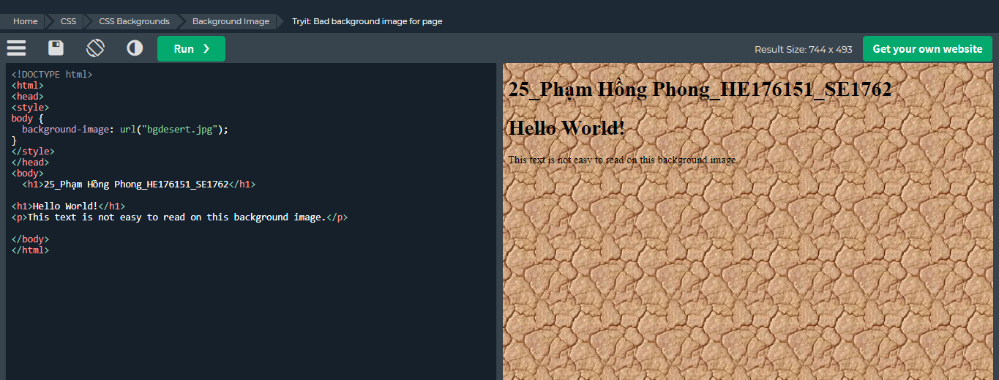 Home CSS CSS Backgrounds Background Image Tryit: Bad background image for page
Run ❯ Result Size: 744 x 493 Get your own website
<!DOCTYPE html>
<html>
<head>
<style>
body {
  background-image: url("bgdesert.jpg");
}
</style>
</head>
<body>
  <h1>25_Phạm Hồng Phong_HE176151_SE1762</h1>

<h1>Hello World!</h1>
<p>This text is not easy to read on this background image.</p>

</body>
</html>
25_Phạm Hồng Phong_HE176151_SE1762
Hello World!
This text is not easy to read on this background image.